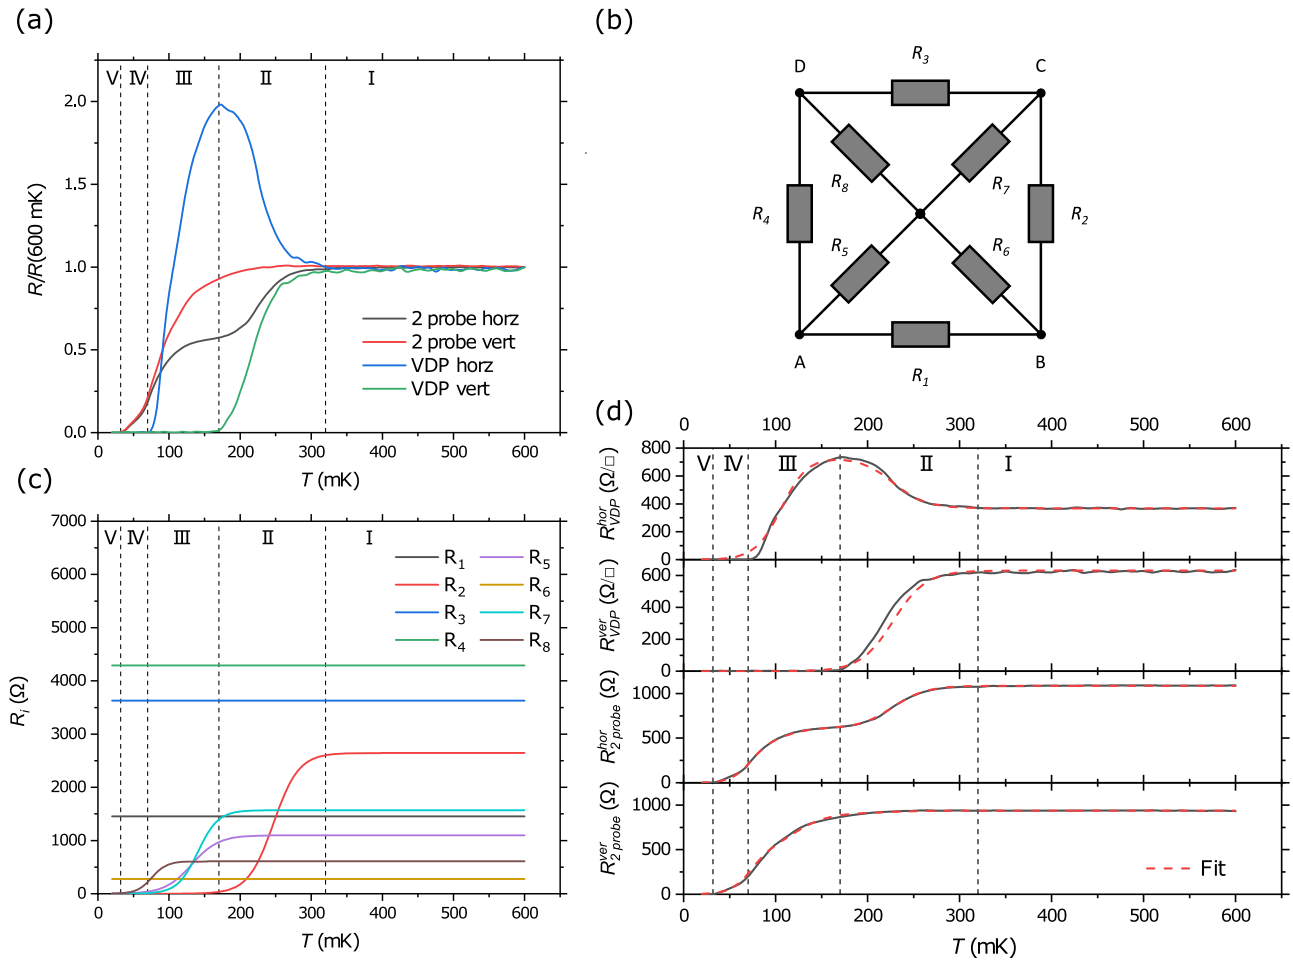 (a)
V IV III II I
2.0
1.5
1.0
0.5
0.0
R/R(600 mK)
2 probe horz
2 probe vert
VDP horz
VDP vert
0 100 200 300 400 500 600
T (mK)
(b)
D R3 C
R8 R7
R4 R2
R5 R6
A R1 B
(c)
V IV III II I
7000
6000
5000
4000
3000
2000
1000
0
Ri (Ω)
R1 R5
R2 R6
R3 R7
R4 R8
0 100 200 300 400 500 600
T (mK)
(d)
0 100 200 300 400 500 600
V IV III II I
800
600
400
200
0
R^hor_VDP (Ω/□)
600
400
200
0
R^ver_VDP (Ω/□)
1000
500
0
R^hor_2 probe (Ω)
1000
500
0
R^ver_2 probe (Ω)
Fit
0 100 200 300 400 500 600
T (mK)